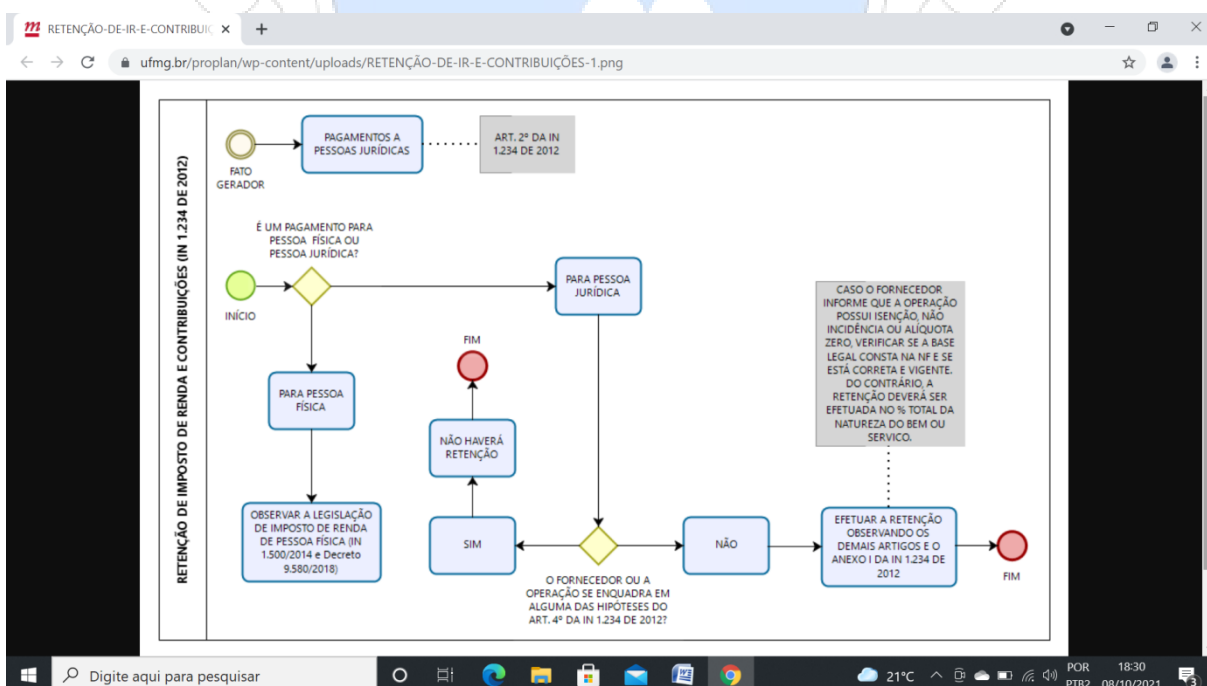 RETENÇÃO-DE-IR-E-CONTRIBUIÇ
ufmg.br/proplan/wp-content/uploads/RETENÇÃO-DE-IR-E-CONTRIBUIÇÕES-1.png
RETENÇÃO DE IMPOSTO DE RENDA E CONTRIBUIÇÕES (IN 1.234 DE 2012)
FATO
GERADOR
PAGAMENTOS A
PESSOAS JURÍDICAS
ART. 2º DA IN
1.234 DE 2012
É UM PAGAMENTO PARA
PESSOA FÍSICA OU
PESSOA JURÍDICA?
INÍCIO
PARA PESSOA
JURÍDICA
PARA PESSOA
FÍSICA
OBSERVAR A LEGISLAÇÃO
DE IMPOSTO DE RENDA
DE PESSOA FÍSICA (IN
1.500/2014 e Decreto
9.580/2018)
FIM
NÃO HAVERÁ
RETENÇÃO
SIM
O FORNECEDOR OU A
OPERAÇÃO SE ENQUADRA EM
ALGUMA DAS HIPÓTESES DO
ART. 4º DA IN 1.234 DE 2012?
NÃO
CASO O FORNECEDOR
INFORME QUE A OPERAÇÃO
POSSUI ISENÇÃO, NÃO
INCIDÊNCIA OU ALÍQUOTA
ZERO, VERIFICAR SE A BASE
LEGAL CONSTA NA NF E SE
ESTÁ CORRETA E VIGENTE.
DO CONTRÁRIO, A
RETENÇÃO DEVERÁ SER
EFETUADA NO % TOTAL DA
NATUREZA DO BEM OU
SERVICO.
EFETUAR A RETENÇÃO
OBSERVANDO OS
DEMAIS ARTIGOS E O
ANEXO I DA IN 1.234 DE
2012
FIM
Digite aqui para pesquisar
21°C
POR
PTB2
18:30
08/10/2021
3